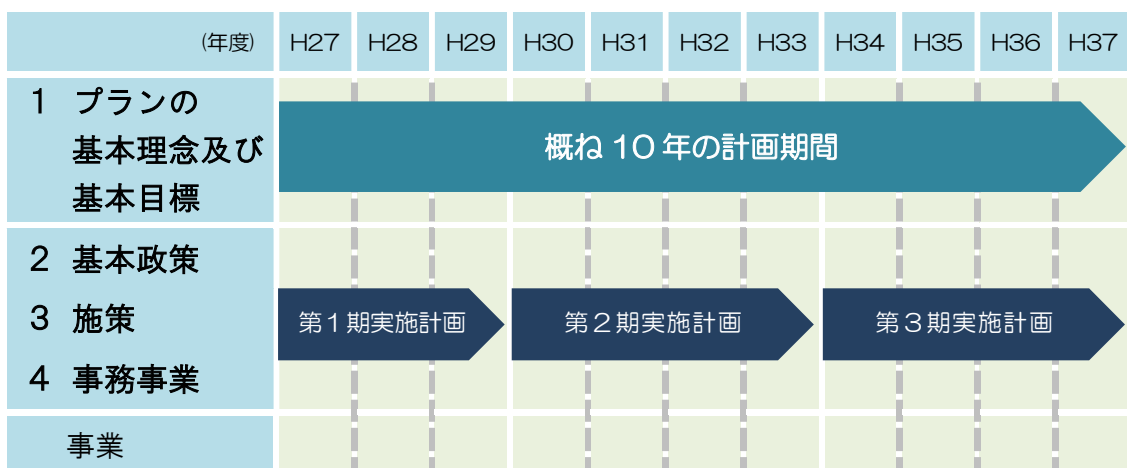 (年度) H27 H28 H29 H30 H31 H32 H33 H34 H35 H36 H37
1 プランの
基本理念及び
基本目標
概ね10年の計画期間
2 基本政策
3 施策
4 事務事業
第1期実施計画 第2期実施計画 第3期実施計画
事業